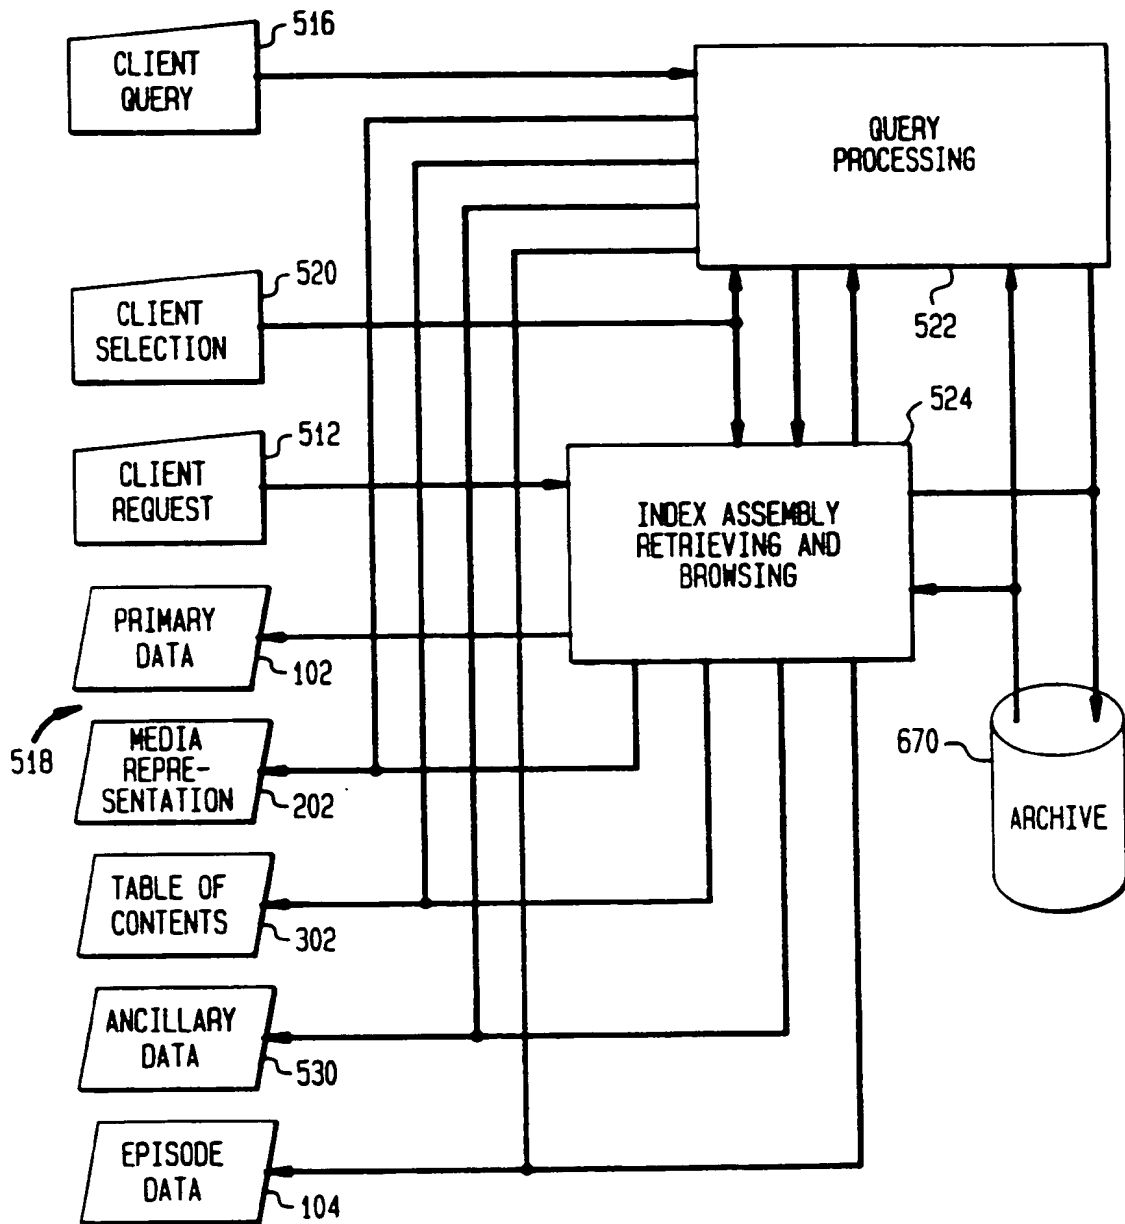 516
CLIENT
QUERY
QUERY
PROCESSING
520
CLIENT
SELECTION
522
524
512
CLIENT
REQUEST
INDEX ASSEMBLY
RETRIEVING AND
BROWSING
PRIMARY
DATA
102
518
MEDIA
REPRE-
SENTATION
202
670
ARCHIVE
TABLE OF
CONTENTS
302
ANCILLARY
DATA
530
EPISODE
DATA
104